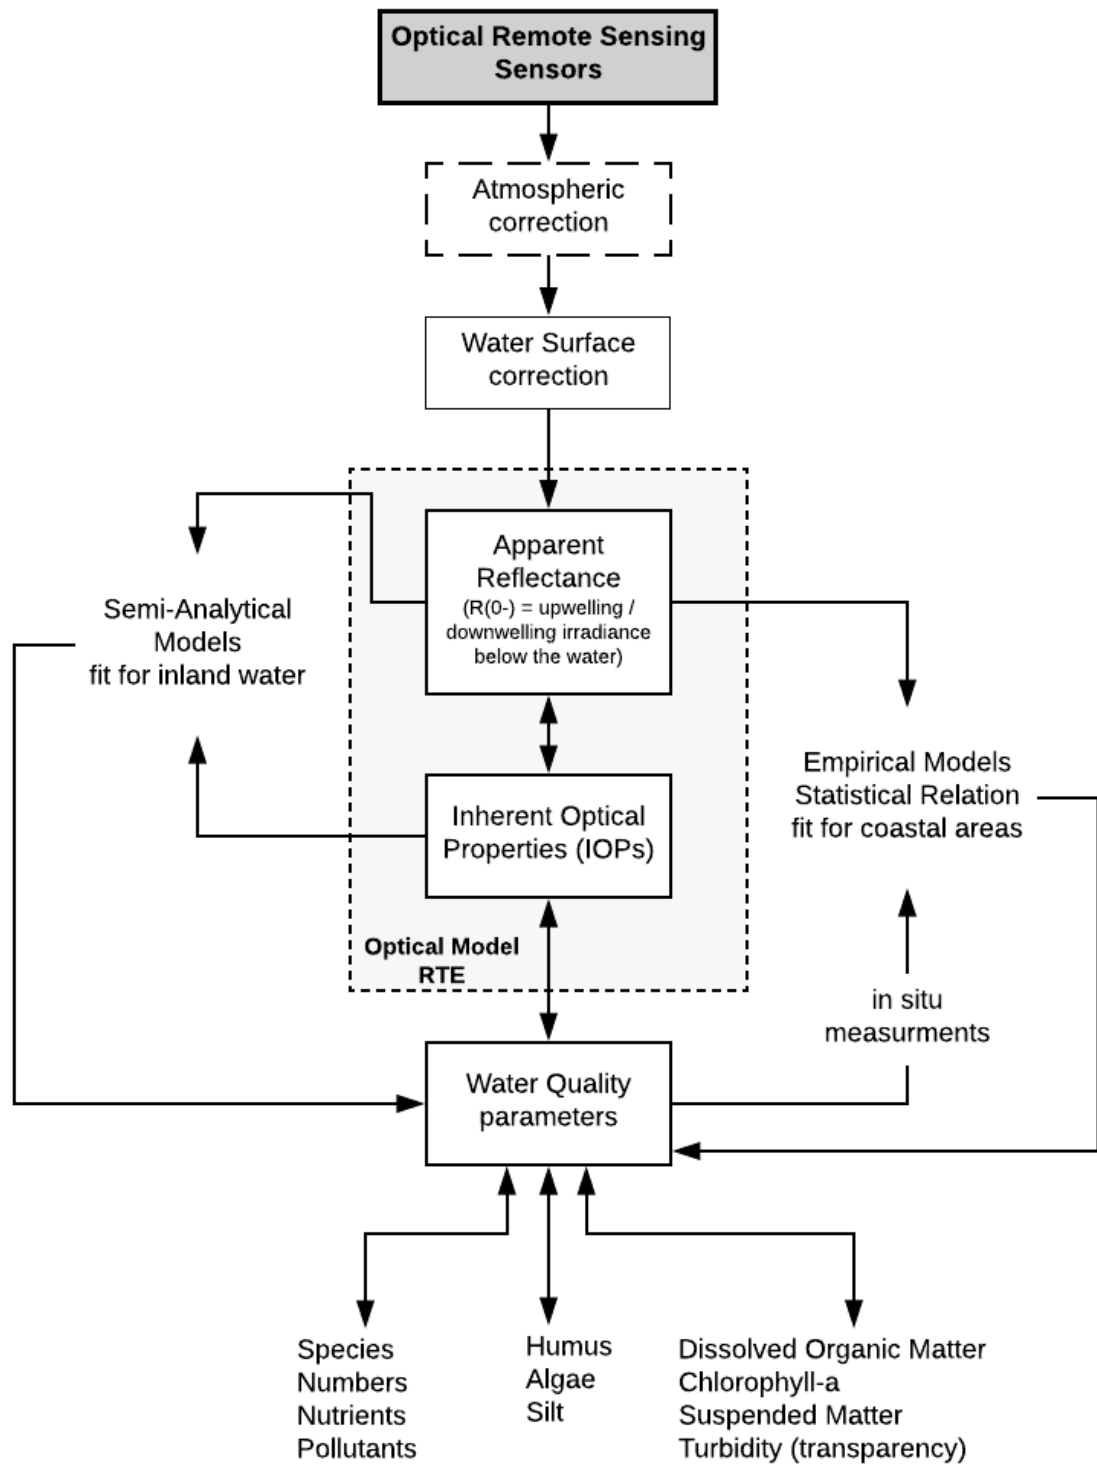 Optical Remote Sensing
Sensors
Atmospheric
correction
Water Surface
correction
Apparent
Reflectance
(R(0-) = upwelling /
downwelling irradiance
below the water)
Semi-Analytical
Models
fit for inland water
Empirical Models
Statistical Relation
fit for coastal areas
Inherent Optical
Properties (IOPs)
Optical Model
RTE
in situ
measurments
Water Quality
parameters
Species
Numbers
Nutrients
Pollutants
Humus
Algae
Silt
Dissolved Organic Matter
Chlorophyll-a
Suspended Matter
Turbidity (transparency)